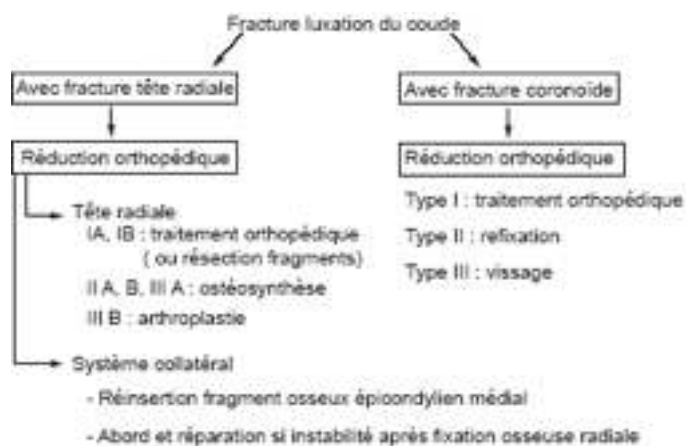 Fracture luxation du coude
Avec fracture tête radiale
Avec fracture coronoïde
Réduction orthopédique
Réduction orthopédique
Tête radiale
IA, IB : traitement orthopédique
( ou résection fragments)
II A, B, III A : ostéosynthèse
III B : arthroplastie
Type I : traitement orthopédique
Type II : refixation
Type III : vissage
Système collatéral
- Réinsertion fragment osseux épicondylien médial
- Abord et réparation si instabilité après fixation osseuse radiale